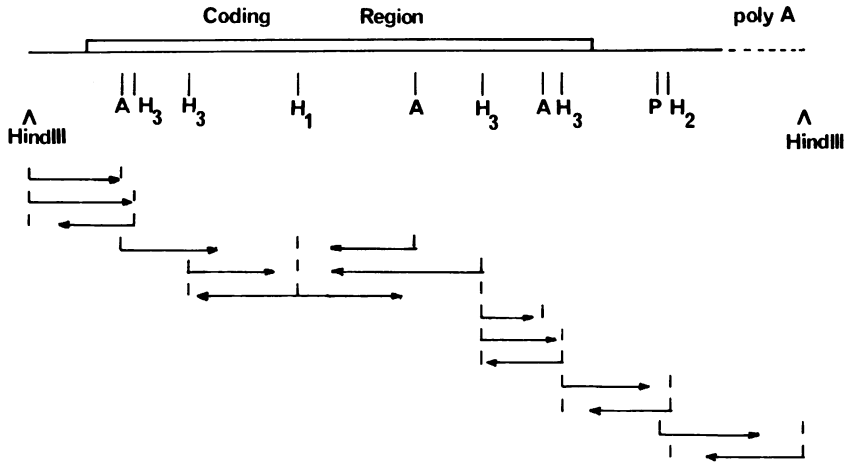 Coding Region poly A
A H3 H3 H1 A H3 A H3 P H2
HindIII HindIII